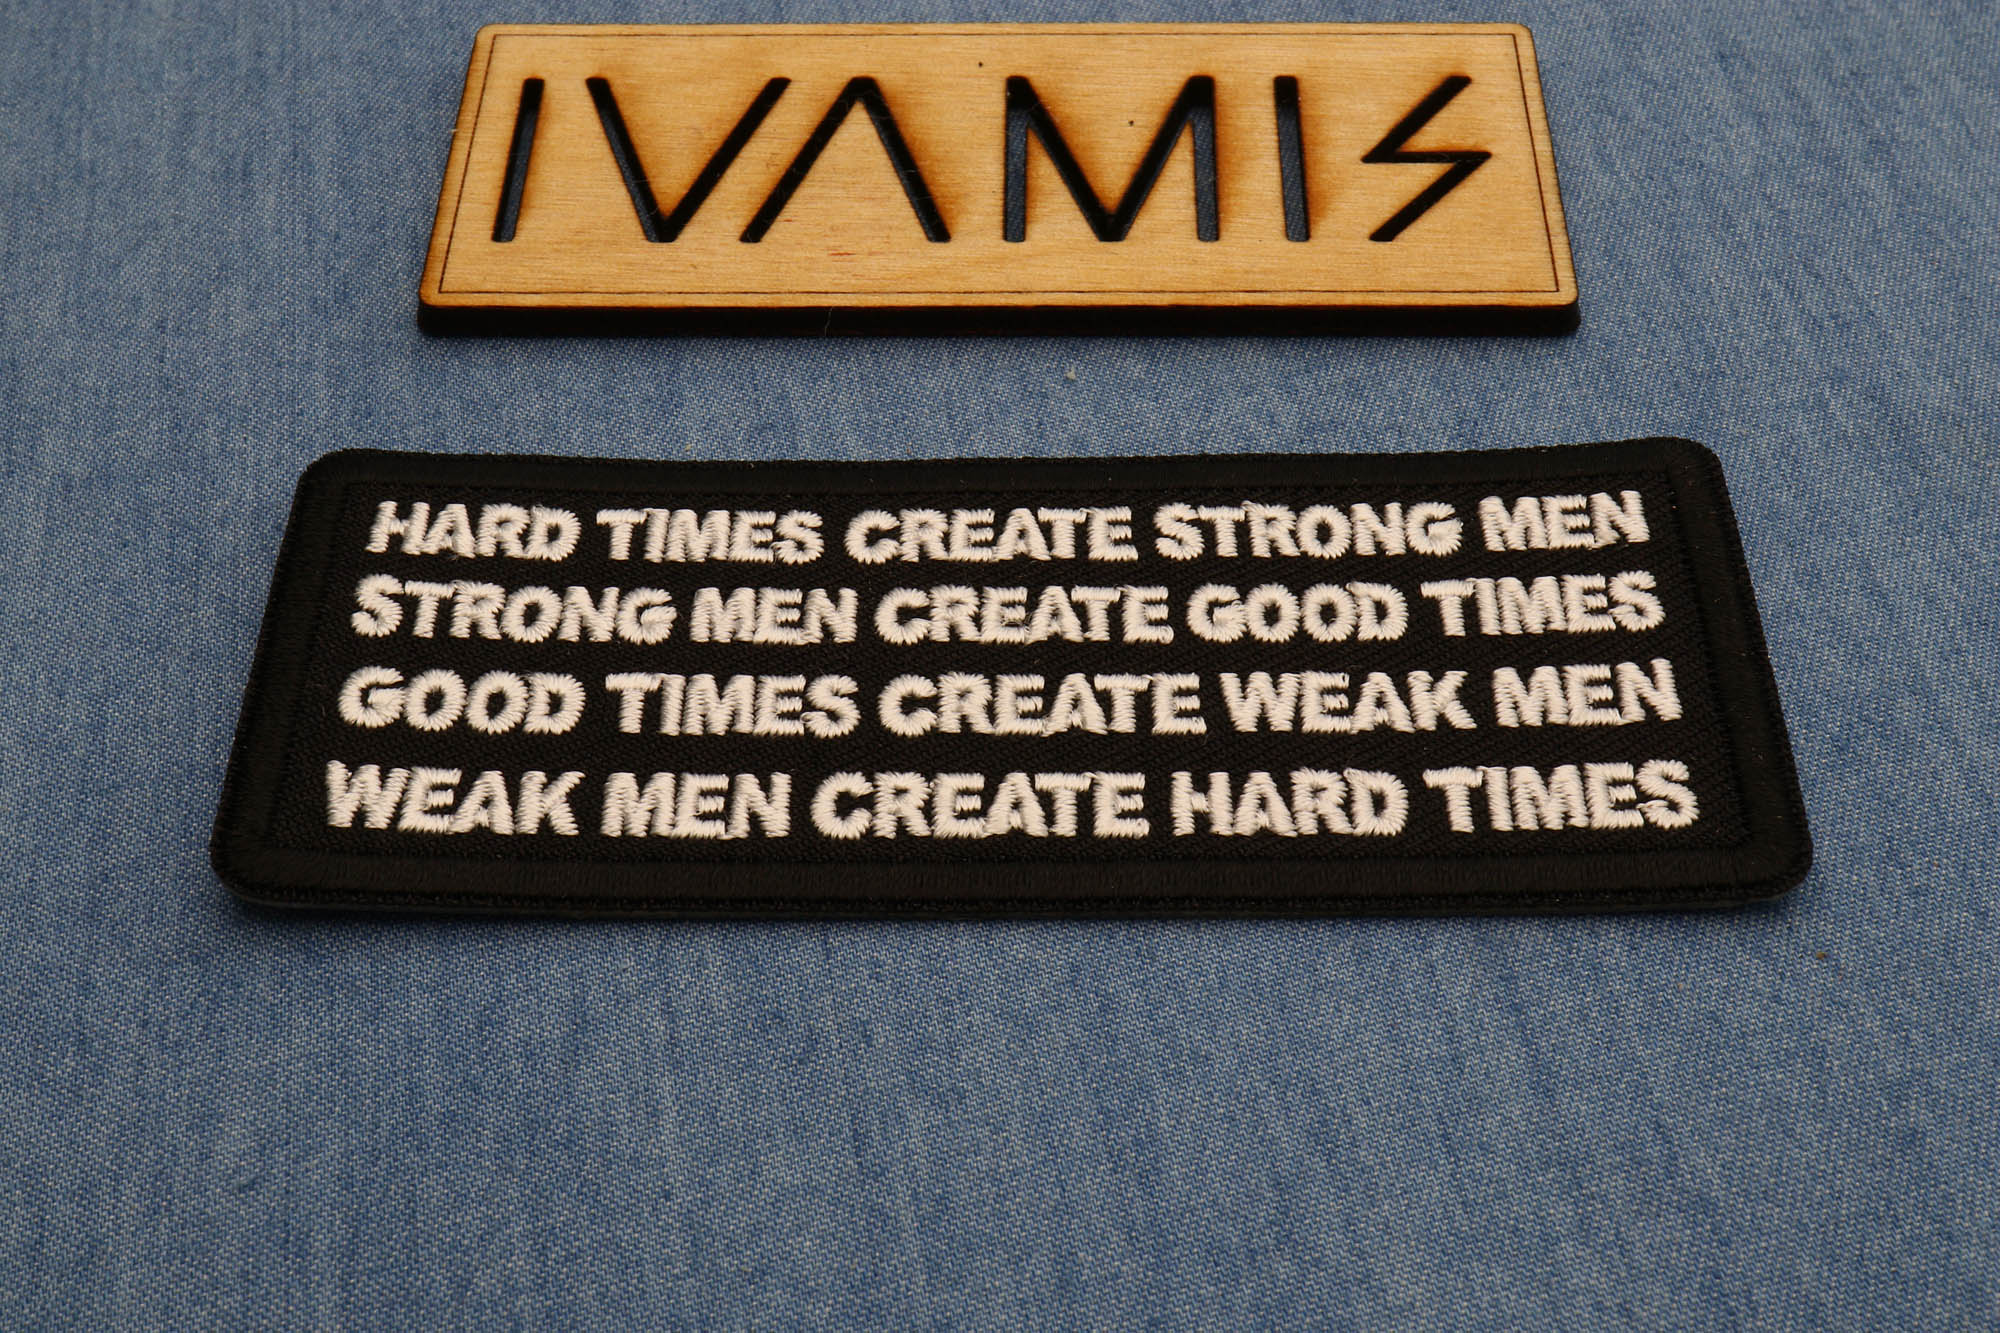 IVAMIS
HARD TIMES CREATE STRONG MEN
STRONG MEN CREATE GOOD TIMES
GOOD TIMES CREATE WEAK MEN
WEAK MEN CREATE HARD TIMES